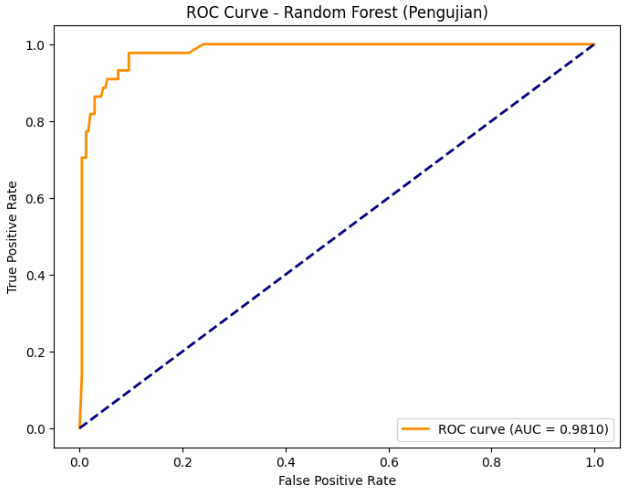 ROC Curve - Random Forest (Pengujian)
1.0
0.8
0.6
0.4
0.2
0.0
True Positive Rate
ROC curve (AUC = 0.9810)
0.0 0.2 0.4 0.6 0.8 1.0
False Positive Rate